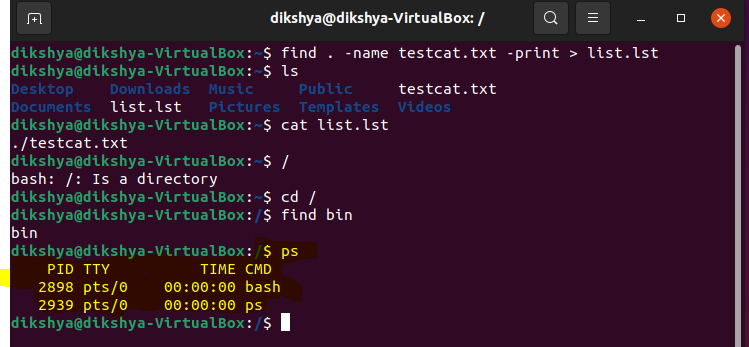 dikshya@dikshya-VirtualBox: /
dikshya@dikshya-VirtualBox:~$ find . -name testcat.txt -print > list.lst
dikshya@dikshya-VirtualBox:~$ ls
Desktop    Downloads  Music     Public     testcat.txt
Documents  list.lst   Pictures  Templates  Videos
dikshya@dikshya-VirtualBox:~$ cat list.lst
./testcat.txt
dikshya@dikshya-VirtualBox:~$ /
bash: /: Is a directory
dikshya@dikshya-VirtualBox:~$ cd /
dikshya@dikshya-VirtualBox:/$ find bin
bin
dikshya@dikshya-VirtualBox:/$ ps
    PID TTY          TIME CMD
   2898 pts/0    00:00:00 bash
   2939 pts/0    00:00:00 ps
dikshya@dikshya-VirtualBox:/$